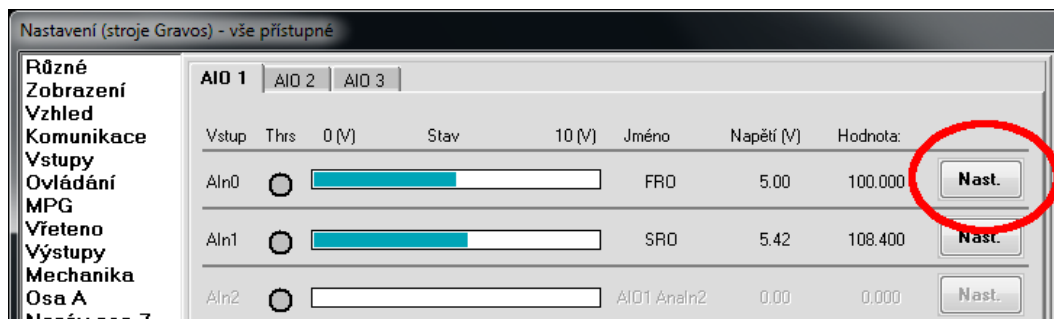 Nastavení (stroje Gravos) - vše přístupné
Různé
Zobrazení
Vzhled
Komunikace
Vstupy
Ovládání
MPG
Vřeteno
Výstupy
Mechanika
Osa A
AIO 1 AIO 2 AIO 3
Vstup Thrs 0 (V) Stav 10 (V) Jméno Napětí (V) Hodnota:
AIn0 FRO 5.00 100.000 Nast.
AIn1 SRO 5.42 108.400 Nast.
AIn2 AIO1 AnaIn2 0.00 0.000 Nast.